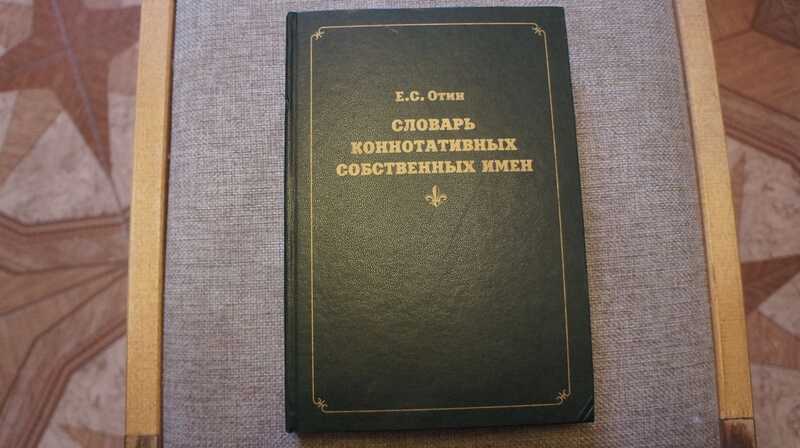 Е.С. Отин
СЛОВАРЬ
КОННОТАТИВНЫХ
СОБСТВЕННЫХ ИМЕН